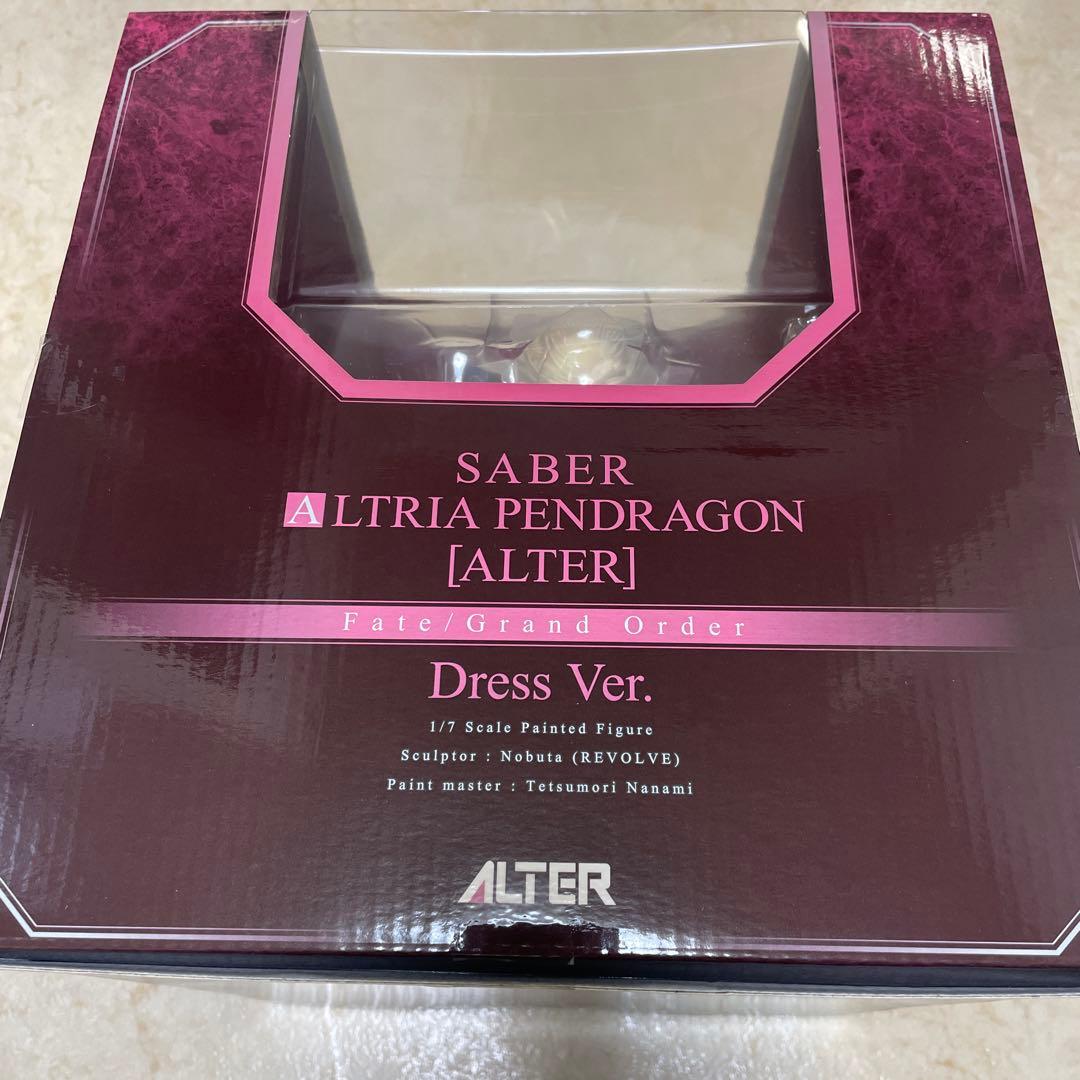 SABER
ALTRIA PENDRAGON
[ALTER]
Fate/Grand Order
Dress Ver.
1/7 Scale Painted Figure
Sculptor : Nobuta (REVOLVE)
Paint master : Tetsumori Nanami
ALTER